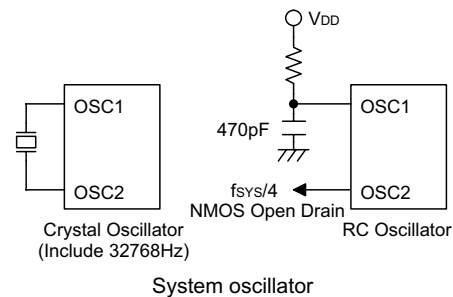 VDD
OSC1
OSC2
Crystal Oscillator
(Include 32768Hz)
OSC1
470pF
fSYS/4
OSC2
NMOS Open Drain
RC Oscillator
System oscillator